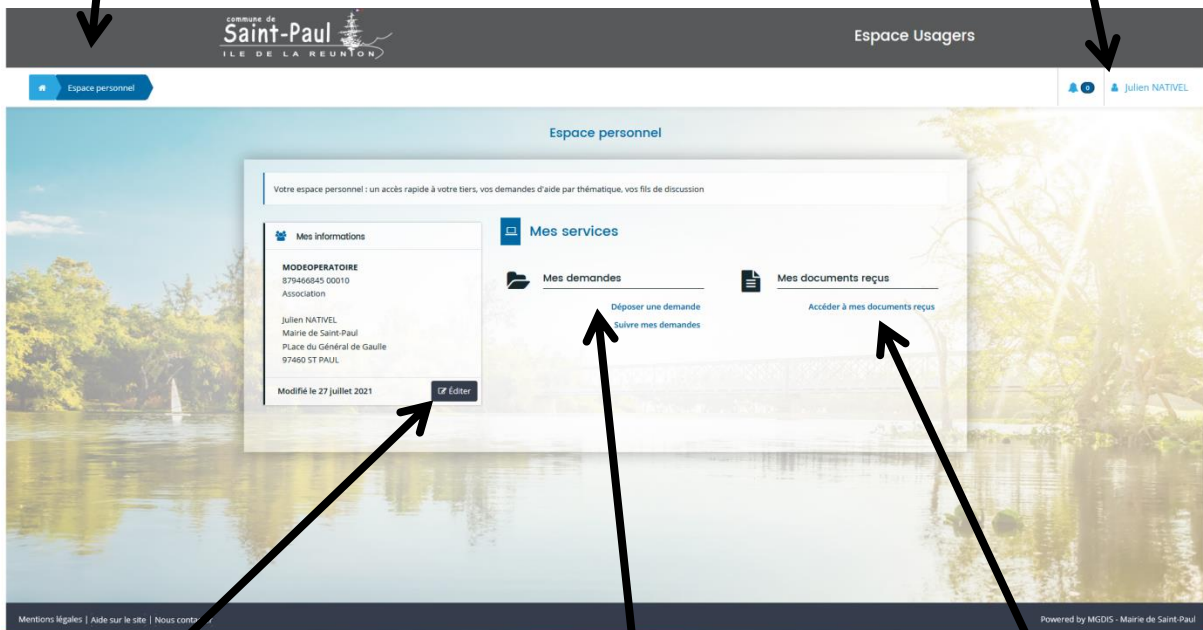 commune de
Saint-Paul
ILE DE LA REUNION
Espace Usagers
Espace personnel
0
Julien NATIVEL
Espace personnel
Votre espace personnel : un accès rapide à votre tiers, vos demandes d'aide par thématique, vos fils de discussion
Mes informations
MODEOPERATOIRE
879466845 00010
Association
Julien NATIVEL
Mairie de Saint-Paul
PLace du Général de Gaulle
97460 ST PAUL
Modifié le 27 juillet 2021
Éditer
Mes services
Mes demandes
Déposer une demande
Suivre mes demandes
Mes documents reçus
Accéder à mes documents reçus
Mentions légales | Aide sur le site | Nous contacter
Powered by MGDIS - Mairie de Saint-Paul